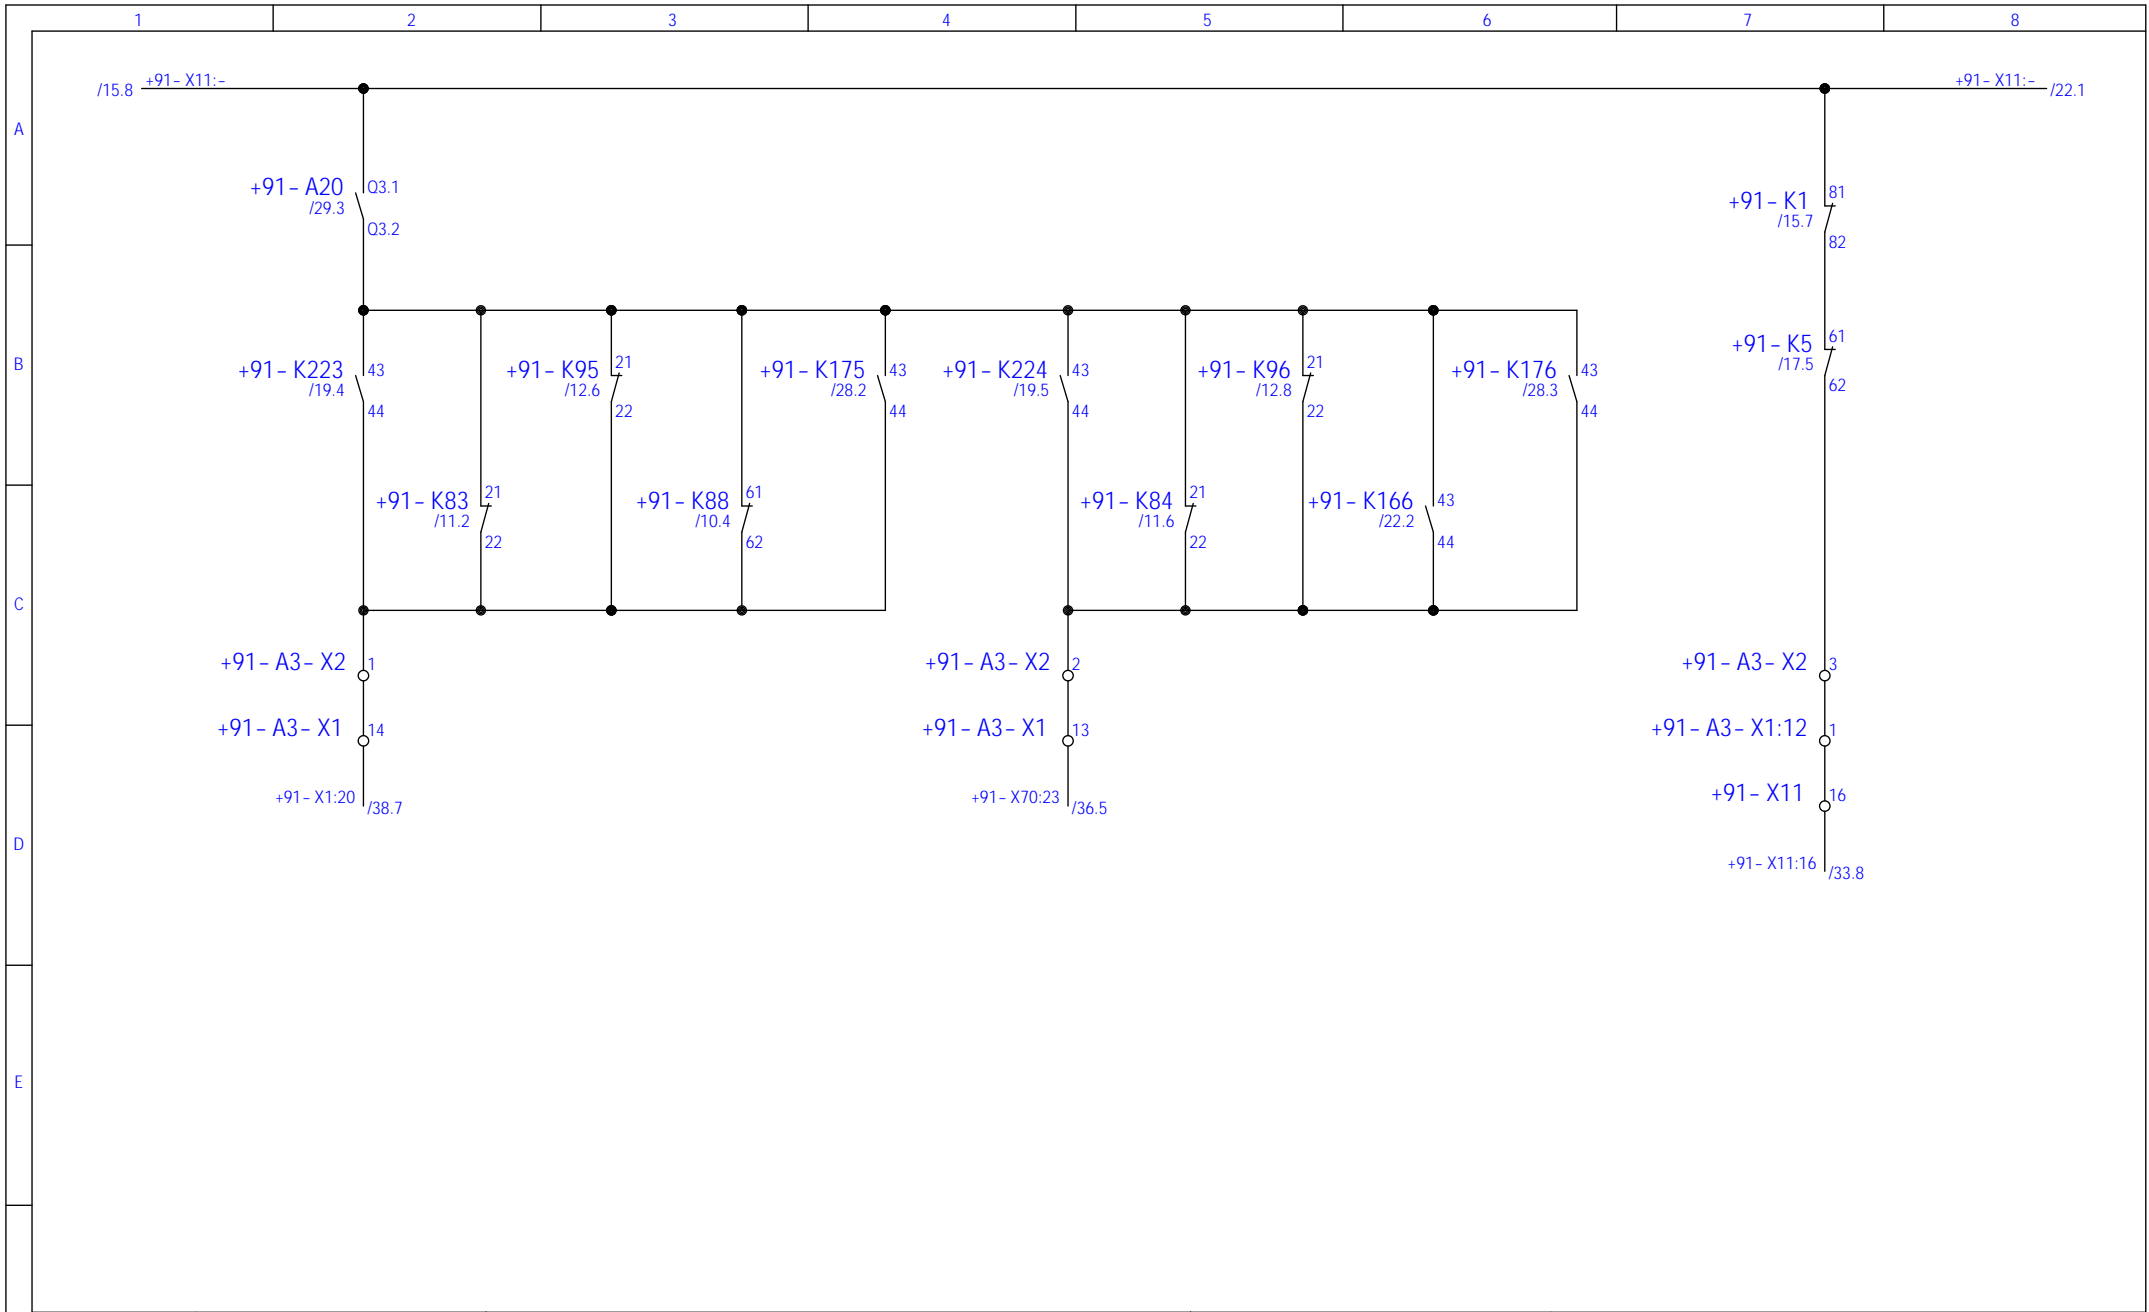 1 2 3 4 5 6 7 8
/15.8 +91-X11:- +91-X11:- /22.1
A
+91-A20 Q3.1
/29.3
Q3.2
+91-K1 81
/15.7
82
B
+91-K223 43
/19.4
44
+91-K95 21
/12.6
22
+91-K175 43
/28.2
44
+91-K224 43
/19.5
44
+91-K96 21
/12.8
22
+91-K176 43
/28.3
44
+91-K5 61
/17.5
62
+91-K83 21
/11.2
22
+91-K88 61
/10.4
62
+91-K84 21
/11.6
22
+91-K166 43
/22.2
44
C
+91-A3-X2 1
+91-A3-X2 2
+91-A3-X2 3
+91-A3-X1 14
+91-A3-X1 13
+91-A3-X1:12 1
+91-X1:20 /38.7
+91-X70:23 /36.5
+91-X11 16
D
+91-X11:16 /33.8
E